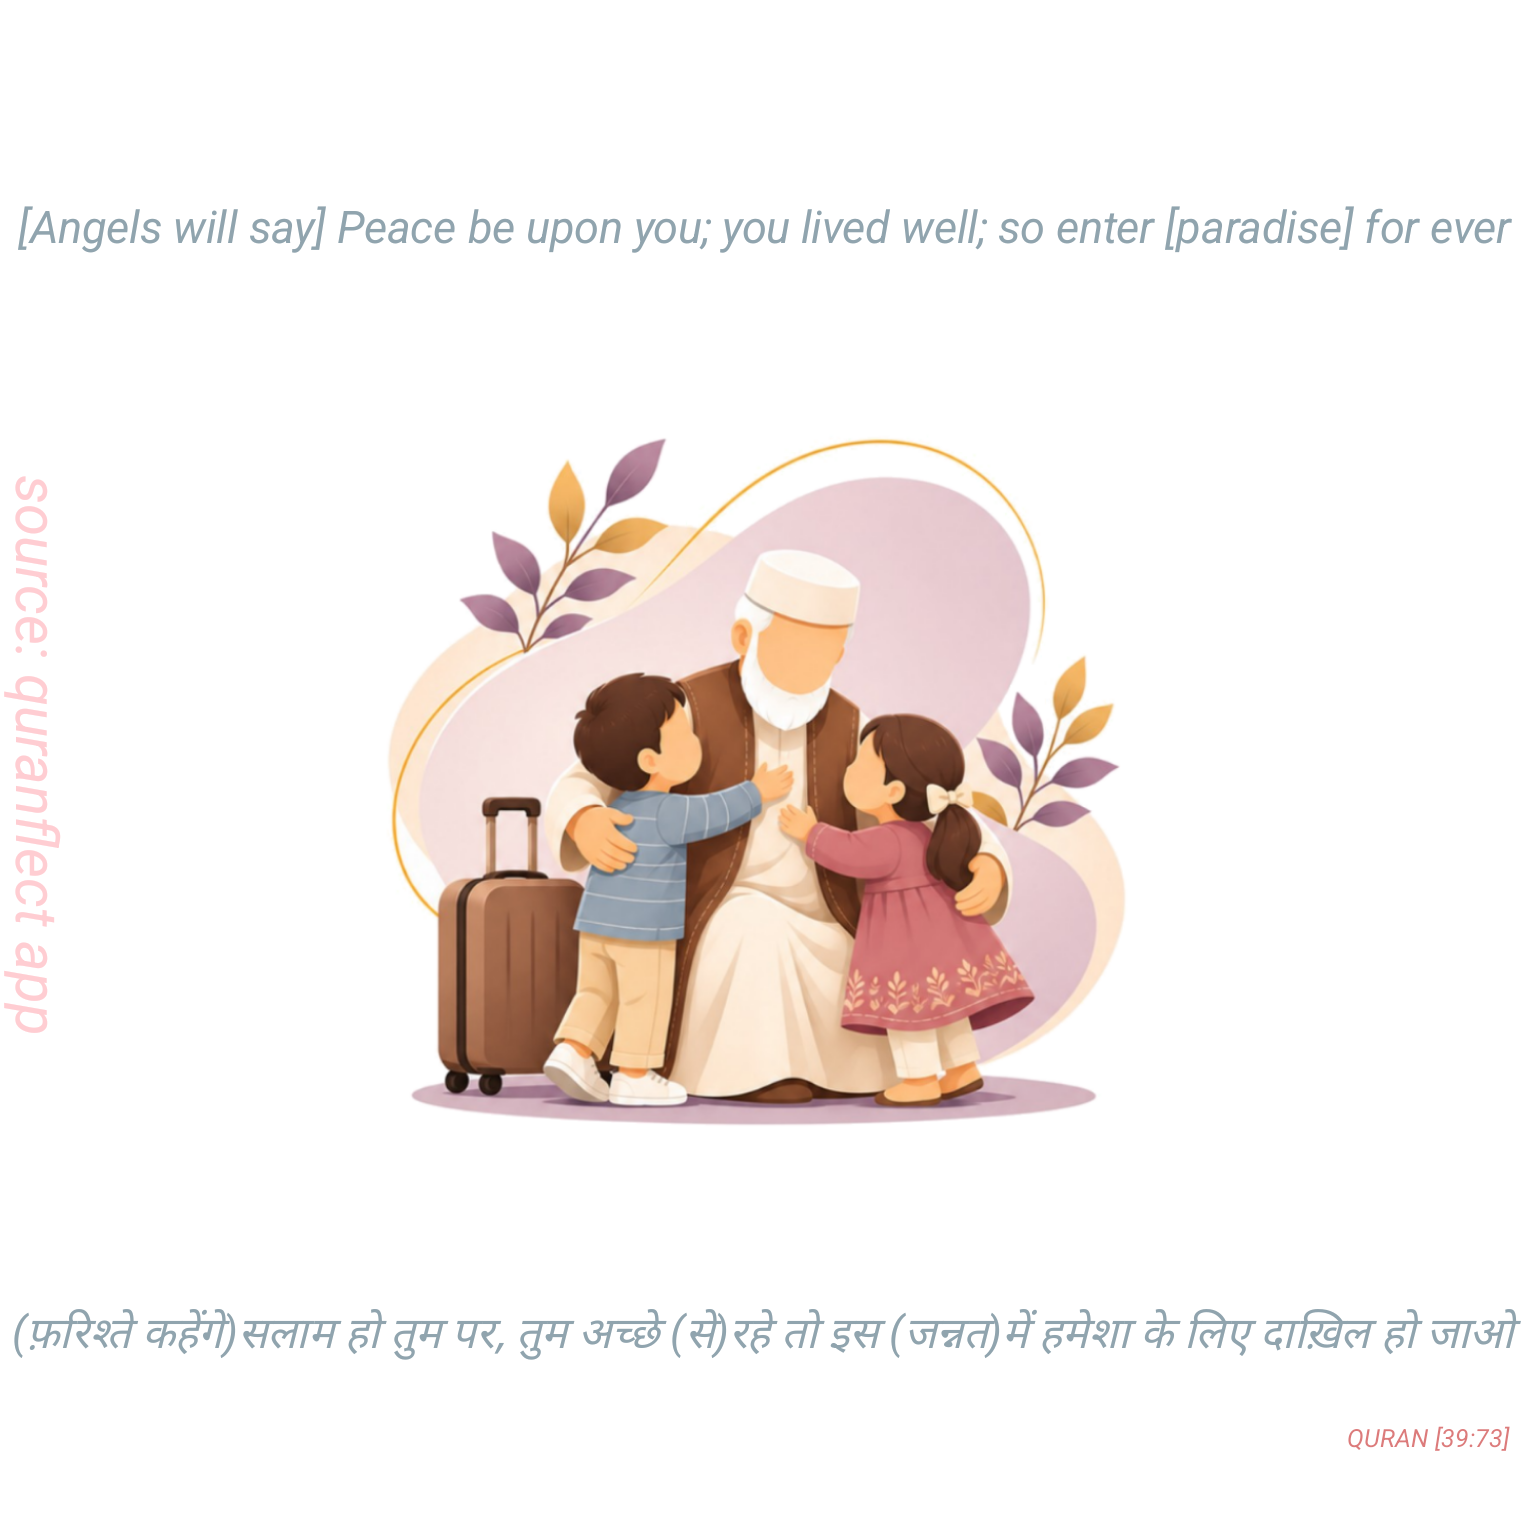 [Angels will say] Peace be upon you; you lived well; so enter [paradise] for ever
source: quranflect app
(फ़रिश्ते कहेंगे)सलाम हो तुम पर, तुम अच्छे (से)रहे तो इस (जन्नत)में हमेशा के लिए दाख़िल हो जाओ
QURAN [39:73]